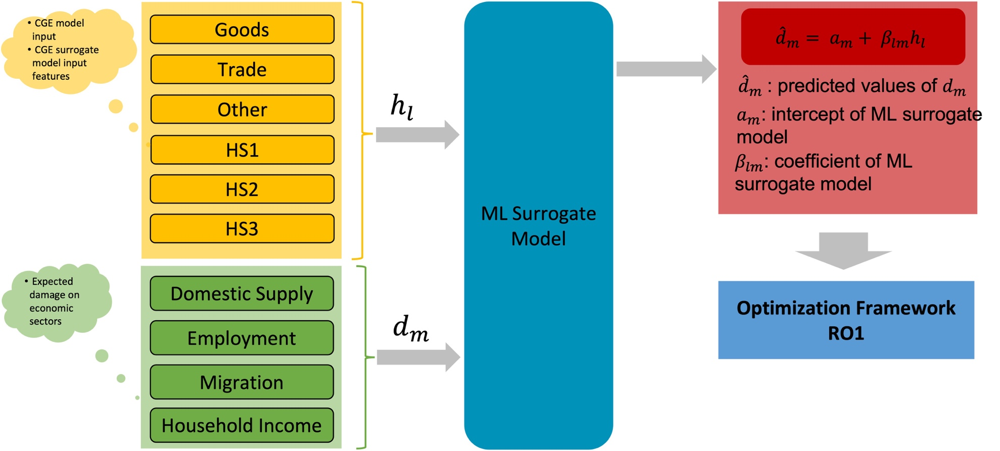 • CGE model
input
• CGE surrogate
model input
features
Goods
Trade
Other
HS1
HS2
HS3
• Expected
damage on
economic
sectors
Domestic Supply
Employment
Migration
Household Income
h_l
d_m
ML Surrogate
Model
d̂_m = a_m + β_lm h_l
d̂_m : predicted values of d_m
a_m: intercept of ML surrogate
model
β_lm: coefficient of ML
surrogate model
Optimization Framework
RO1